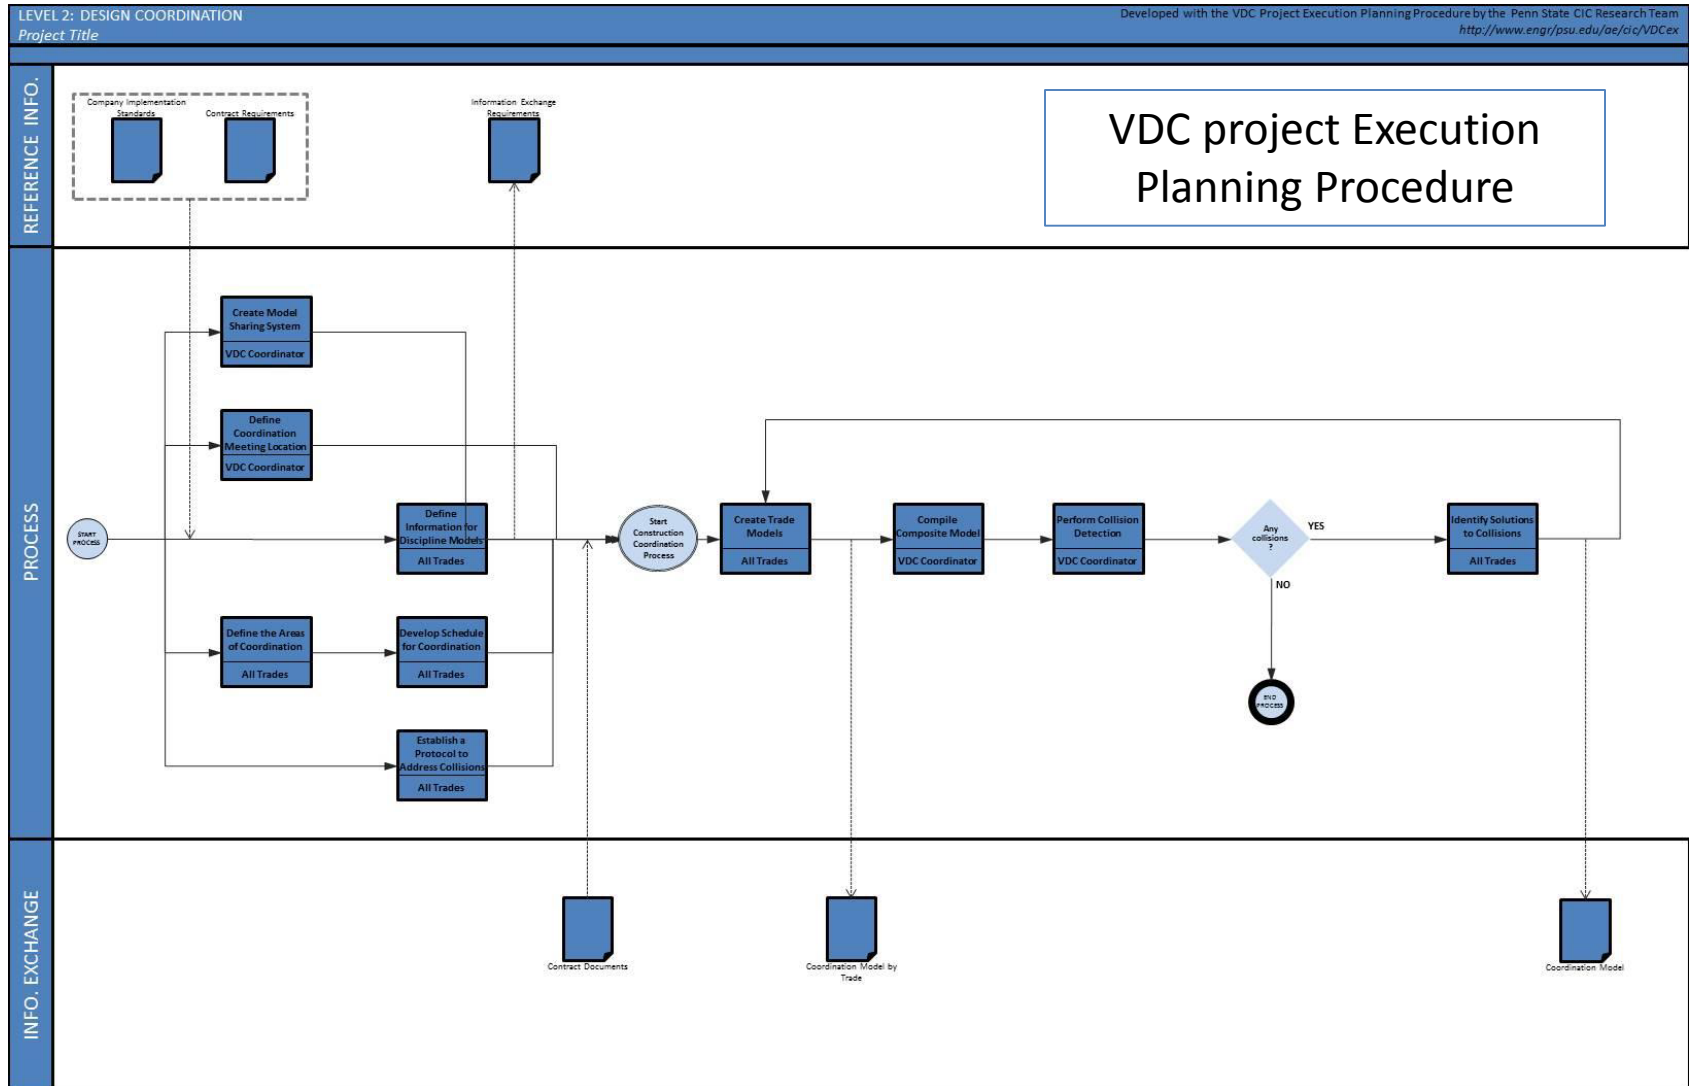 LEVEL 2: DESIGN COORDINATION
Project Title
Developed with the VDC Project Execution Planning Procedure by the Penn State CIC Research Team
http://www.engr/psu.edu/ae/cic/VDCex
REFERENCE INFO.
Company Implementation
Standards
Contract Requirements
Information Exchange
Requirements
VDC project Execution
Planning Procedure
PROCESS
START
PROCESS
Create Model
Sharing System
VDC Coordinator
Define
Coordination
Meeting Location
VDC Coordinator
Define
Information for
Discipline Models
All Trades
Define the Areas
of Coordination
All Trades
Develop Schedule
for Coordination
All Trades
Establish a
Protocol to
Address Collisions
All Trades
Start
Construction
Coordination
Process
Create Trade
Models
All Trades
Compile
Composite Model
VDC Coordinator
Perform Collision
Detection
VDC Coordinator
Any
collisions
?
YES
NO
Identify Solutions
to Collisions
All Trades
END
PROCESS
INFO. EXCHANGE
Contract Documents
Coordination Model by
Trade
Coordination Model